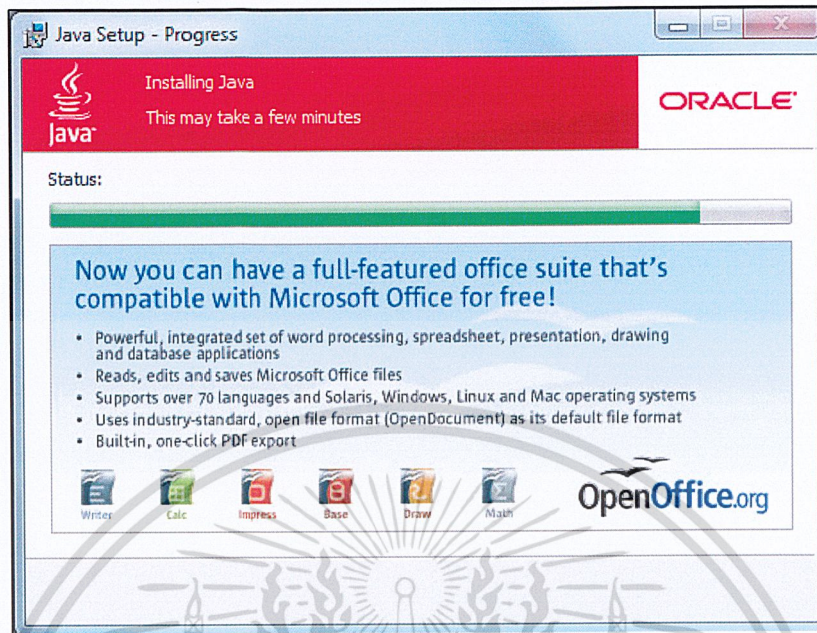 Java Setup - Progress
Installing Java
This may take a few minutes
Java
ORACLE
Status:
Now you can have a full-featured office suite that's
compatible with Microsoft Office for free!
• Powerful, integrated set of word processing, spreadsheet, presentation, drawing
and database applications
• Reads, edits and saves Microsoft Office files
• Supports over 70 languages and Solaris, Windows, Linux and Mac operating systems
• Uses industry-standard, open file format (OpenDocument) as its default file format
• Built-in, one-click PDF export
Writer Calc Impress Base Draw Math
OpenOffice.org